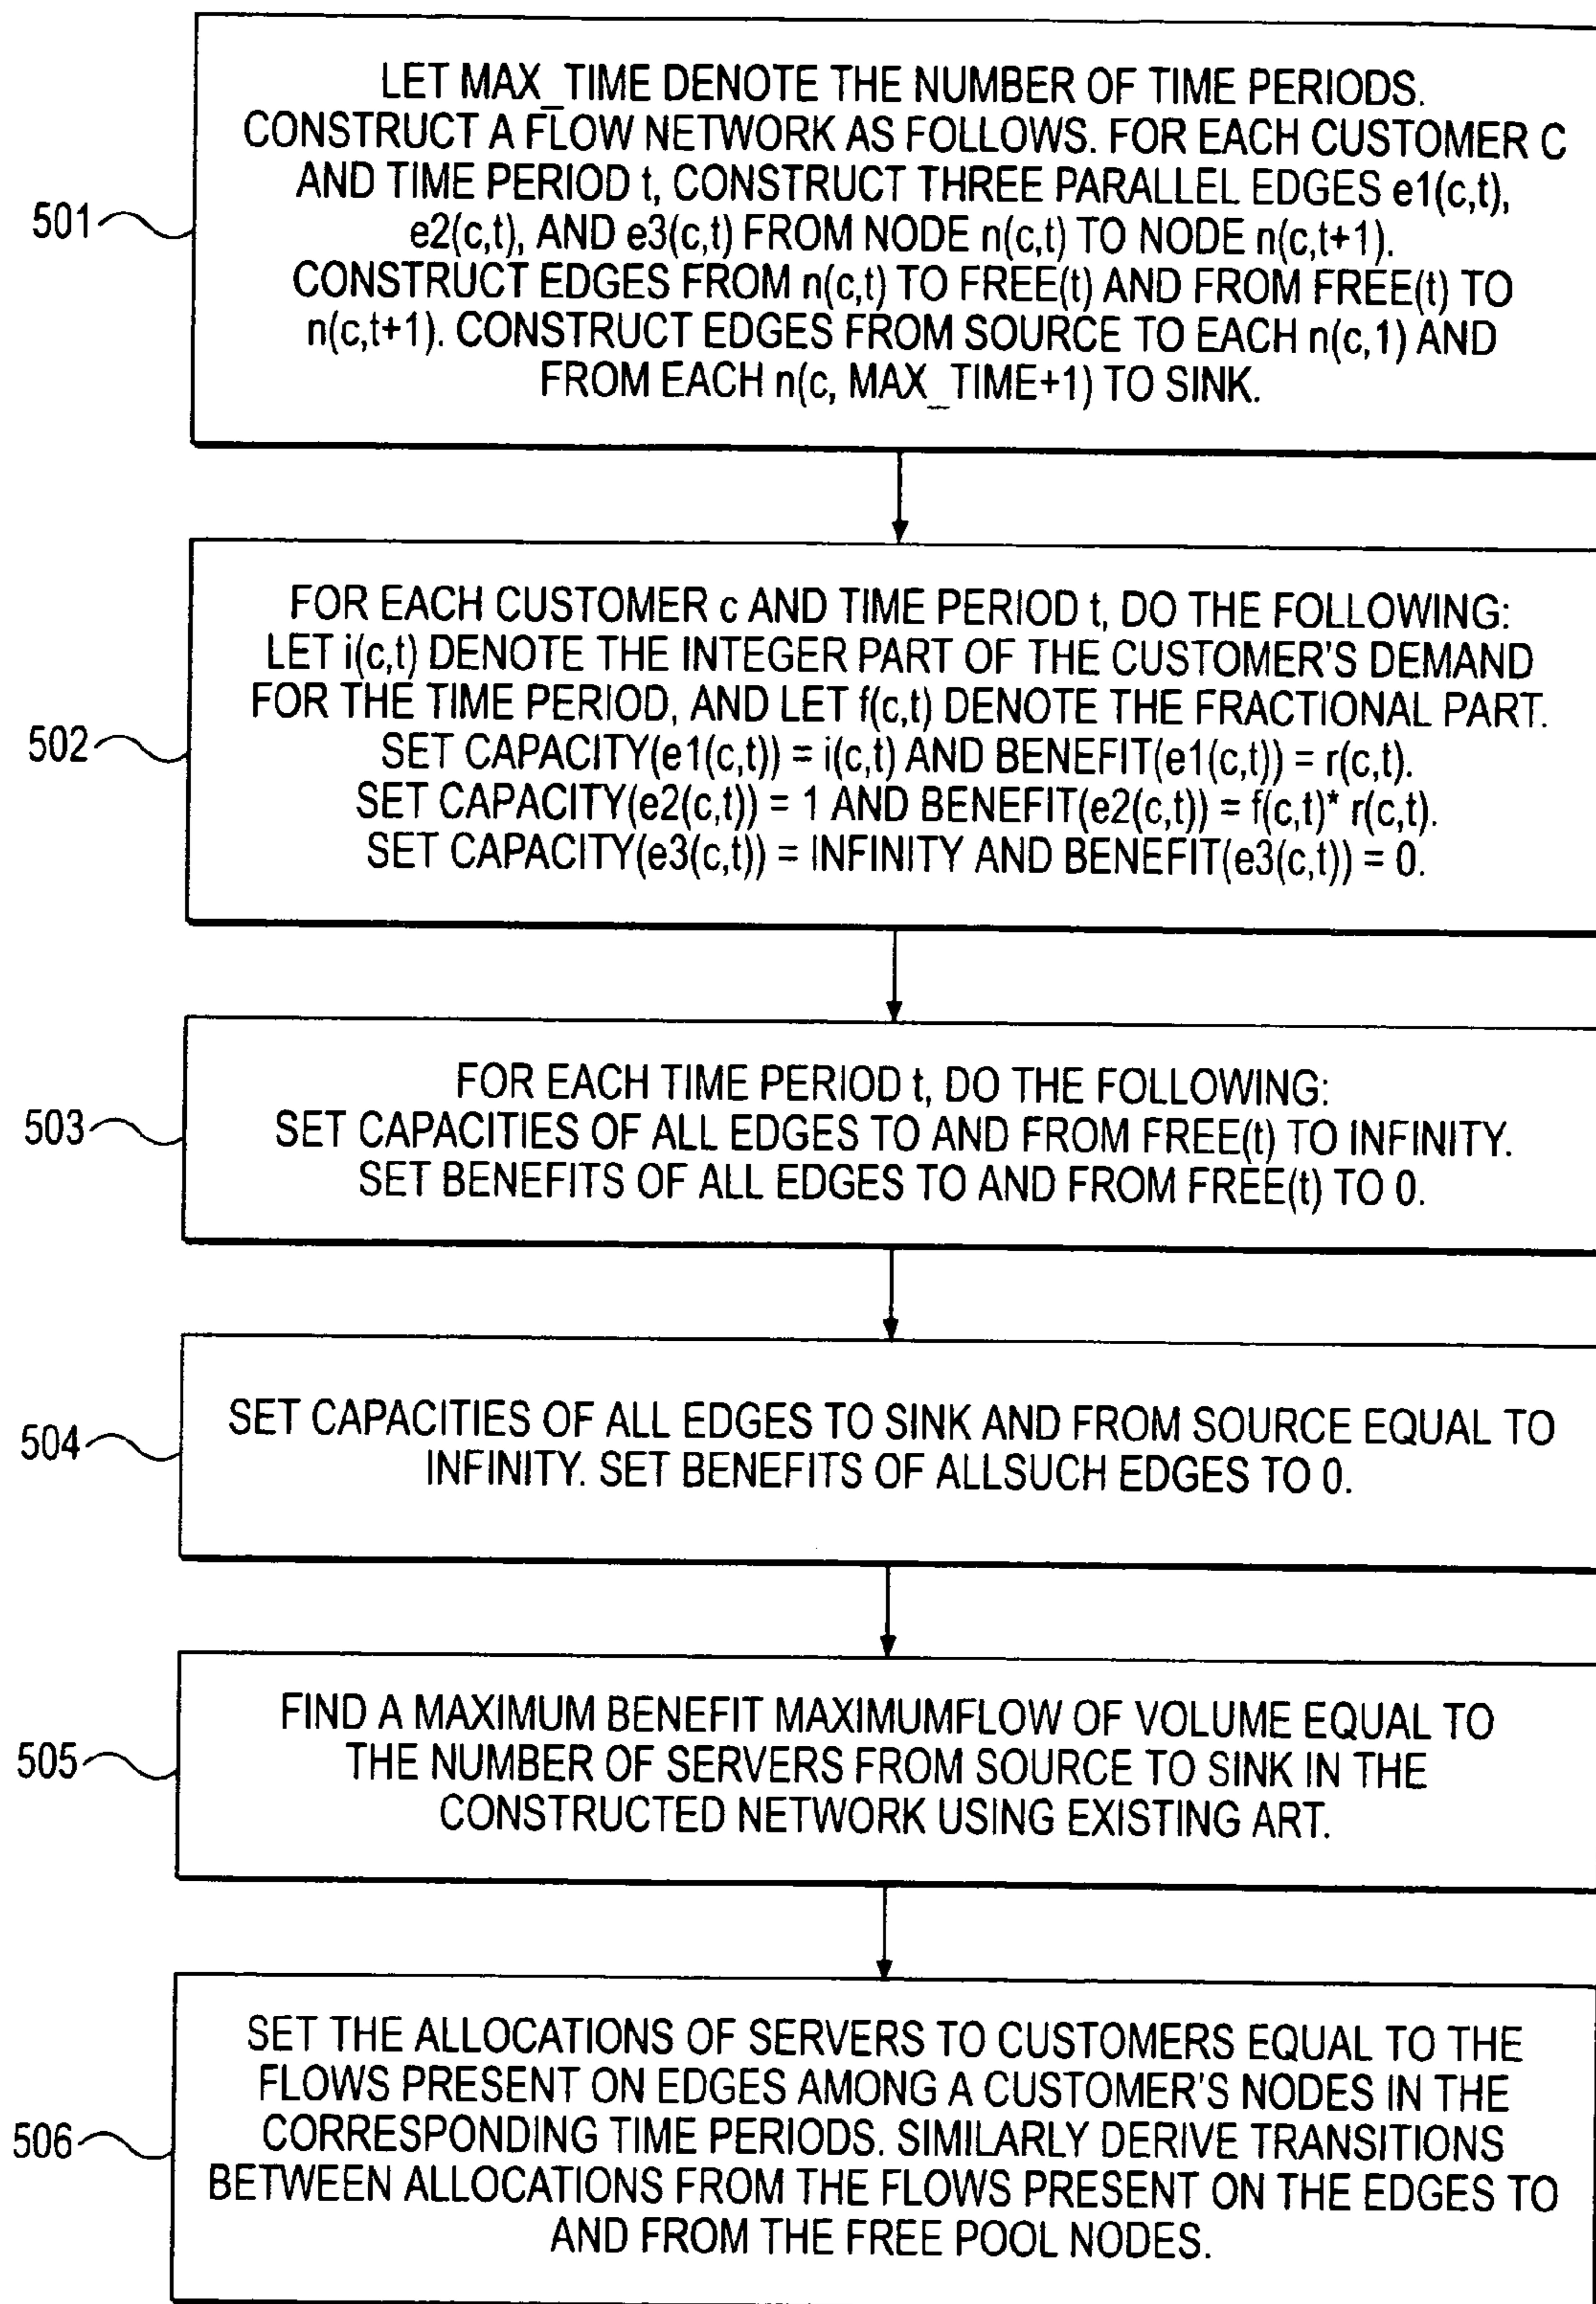 LET MAX_TIME DENOTE THE NUMBER OF TIME PERIODS.
CONSTRUCT A FLOW NETWORK AS FOLLOWS. FOR EACH CUSTOMER C
AND TIME PERIOD t, CONSTRUCT THREE PARALLEL EDGES e1(c,t),
501
e2(c,t), AND e3(c,t) FROM NODE n(c,t) TO NODE n(c,t+1).
CONSTRUCT EDGES FROM n(c,t) TO FREE(t) AND FROM FREE(t) TO
n(c,t+1). CONSTRUCT EDGES FROM SOURCE TO EACH n(c,1) AND
FROM EACH n(c, MAX_TIME+1) TO SINK.
FOR EACH CUSTOMER c AND TIME PERIOD t, DO THE FOLLOWING:
LET i(c,t) DENOTE THE INTEGER PART OF THE CUSTOMER'S DEMAND
FOR THE TIME PERIOD, AND LET f(c,t) DENOTE THE FRACTIONAL PART.
502
SET CAPACITY(e1(c,t)) = i(c,t) AND BENEFIT(e1(c,t)) = r(c,t).
SET CAPACITY(e2(c,t)) = 1 AND BENEFIT(e2(c,t)) = f(c,t)* r(c,t).
SET CAPACITY(e3(c,t)) = INFINITY AND BENEFIT(e3(c,t)) = 0.
FOR EACH TIME PERIOD t, DO THE FOLLOWING:
503
SET CAPACITIES OF ALL EDGES TO AND FROM FREE(t) TO INFINITY.
SET BENEFITS OF ALL EDGES TO AND FROM FREE(t) TO 0.
504
SET CAPACITIES OF ALL EDGES TO SINK AND FROM SOURCE EQUAL TO
INFINITY. SET BENEFITS OF ALLSUCH EDGES TO 0.
FIND A MAXIMUM BENEFIT MAXIMUMFLOW OF VOLUME EQUAL TO
505
THE NUMBER OF SERVERS FROM SOURCE TO SINK IN THE
CONSTRUCTED NETWORK USING EXISTING ART.
SET THE ALLOCATIONS OF SERVERS TO CUSTOMERS EQUAL TO THE
FLOWS PRESENT ON EDGES AMONG A CUSTOMER'S NODES IN THE
506
CORRESPONDING TIME PERIODS. SIMILARLY DERIVE TRANSITIONS
BETWEEN ALLOCATIONS FROM THE FLOWS PRESENT ON THE EDGES TO
AND FROM THE FREE POOL NODES.